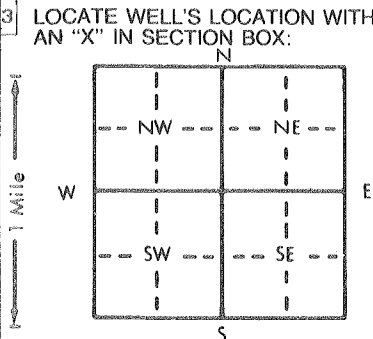 3 LOCATE WELL'S LOCATION WITH
AN "X" IN SECTION BOX:
N
NW NE
W E
1 Mile
SW SE
S